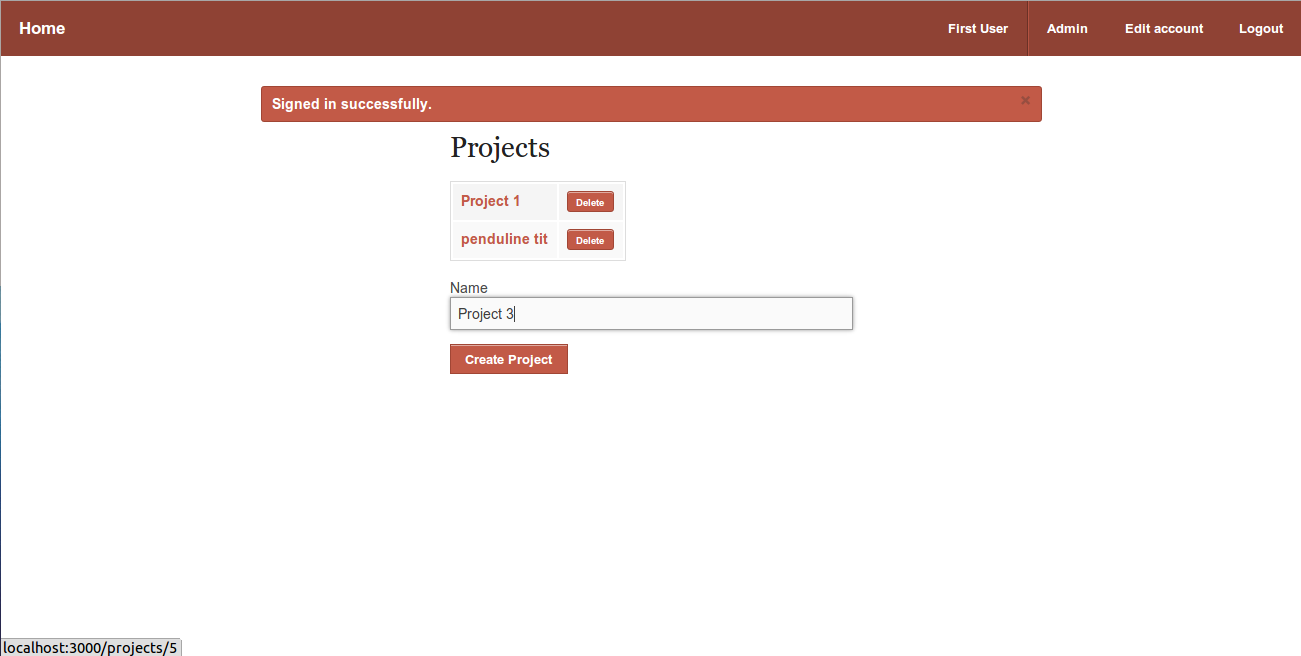 Home First User Admin Edit account Logout
Signed in successfully. ×
Projects
Project 1 Delete
penduline tit Delete
Name
Project 3
Create Project
localhost:3000/projects/5